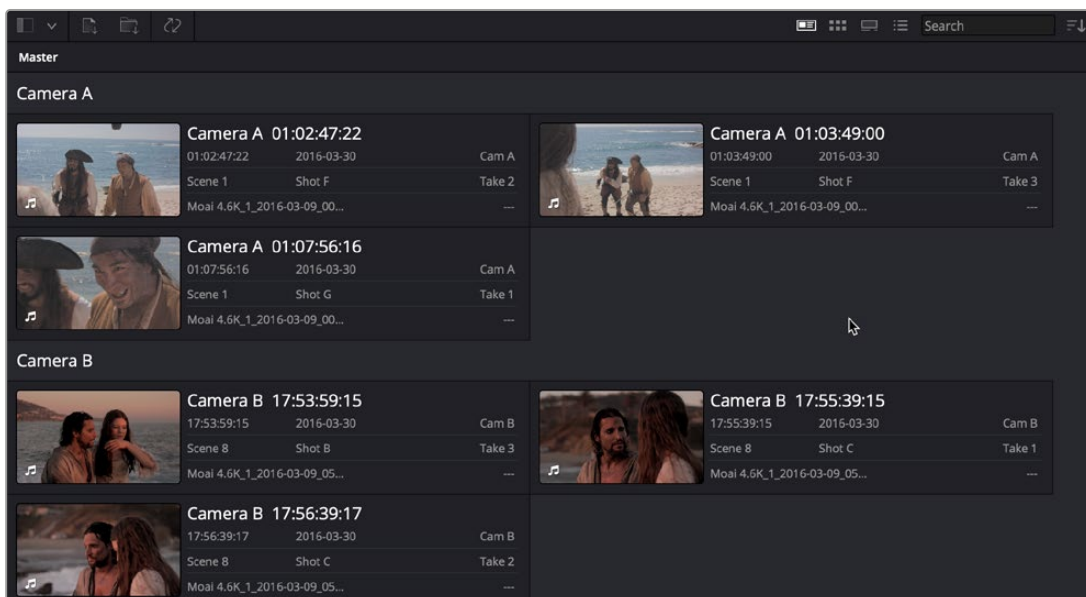 Search
Master
Camera A
Camera A 01:02:47:22
01:02:47:22 2016-03-30 Cam A
Scene 1 Shot F Take 2
Moai 4.6K_1_2016-03-09_00... ---
Camera A 01:03:49:00
01:03:49:00 2016-03-30 Cam A
Scene 1 Shot F Take 3
Moai 4.6K_1_2016-03-09_00... ---
Camera A 01:07:56:16
01:07:56:16 2016-03-30 Cam A
Scene 1 Shot G Take 1
Moai 4.6K_1_2016-03-09_00... ---
Camera B
Camera B 17:53:59:15
17:53:59:15 2016-03-30 Cam B
Scene 8 Shot B Take 3
Moai 4.6K_1_2016-03-09_05... ---
Camera B 17:55:39:15
17:55:39:15 2016-03-30 Cam B
Scene 8 Shot C Take 1
Moai 4.6K_1_2016-03-09_05... ---
Camera B 17:56:39:17
17:56:39:17 2016-03-30 Cam B
Scene 8 Shot C Take 2
Moai 4.6K_1_2016-03-09_05... ---